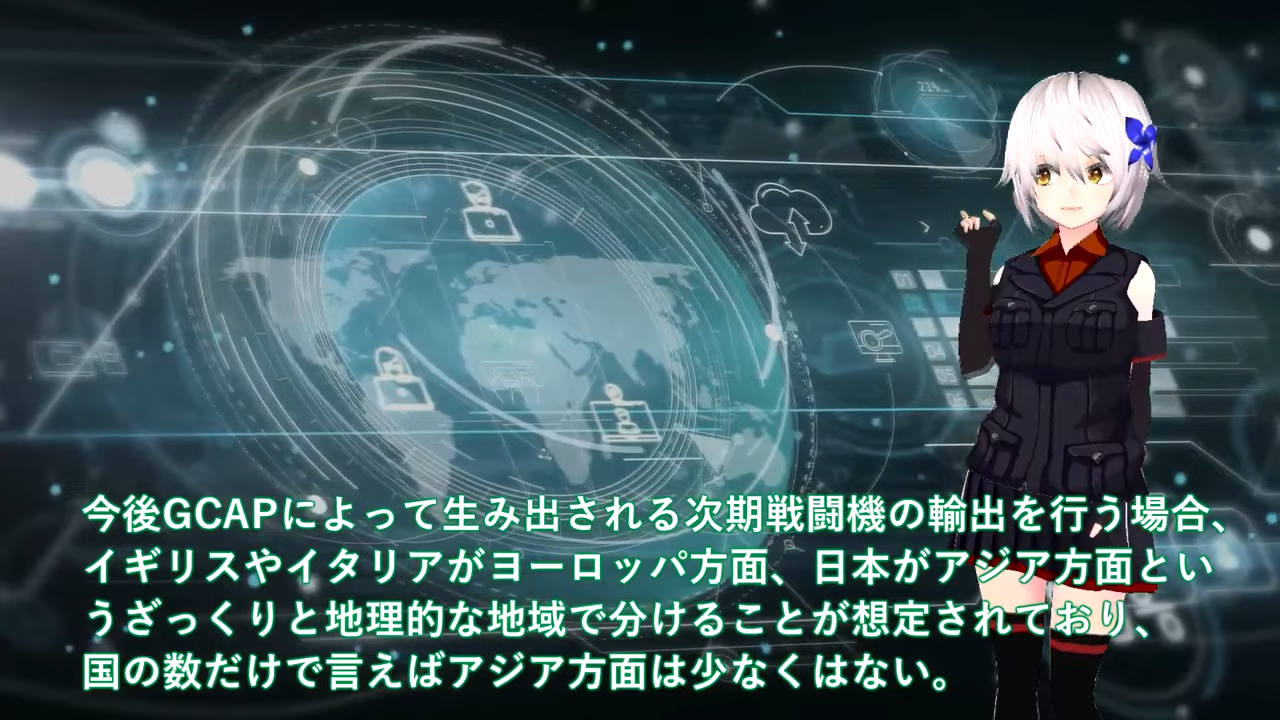 今後GCAPによって生み出される次期戦闘機の輸出を行う場合、
イギリスやイタリアがヨーロッパ方面、日本がアジア方面とい
うざっくりと地理的な地域で分けることが想定されており、
国の数だけで言えばアジア方面は少なくはない。